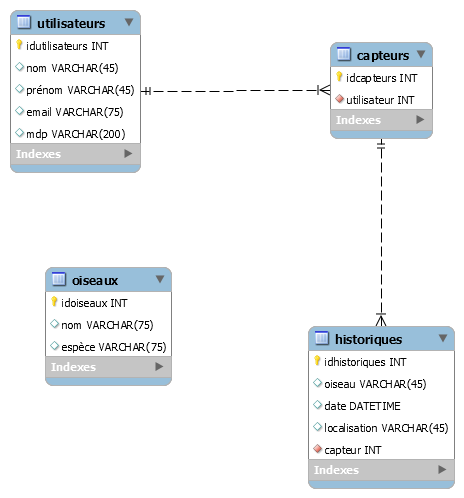 utilisateurs
idutilisateurs INT
nom VARCHAR(45)
prénom VARCHAR(45)
email VARCHAR(75)
mdp VARCHAR(200)
Indexes
capteurs
idcapteurs INT
utilisateur INT
Indexes
oiseaux
idoiseaux INT
nom VARCHAR(75)
espèce VARCHAR(75)
Indexes
historiques
idhistoriques INT
oiseau VARCHAR(45)
date DATETIME
localisation VARCHAR(45)
capteur INT
Indexes